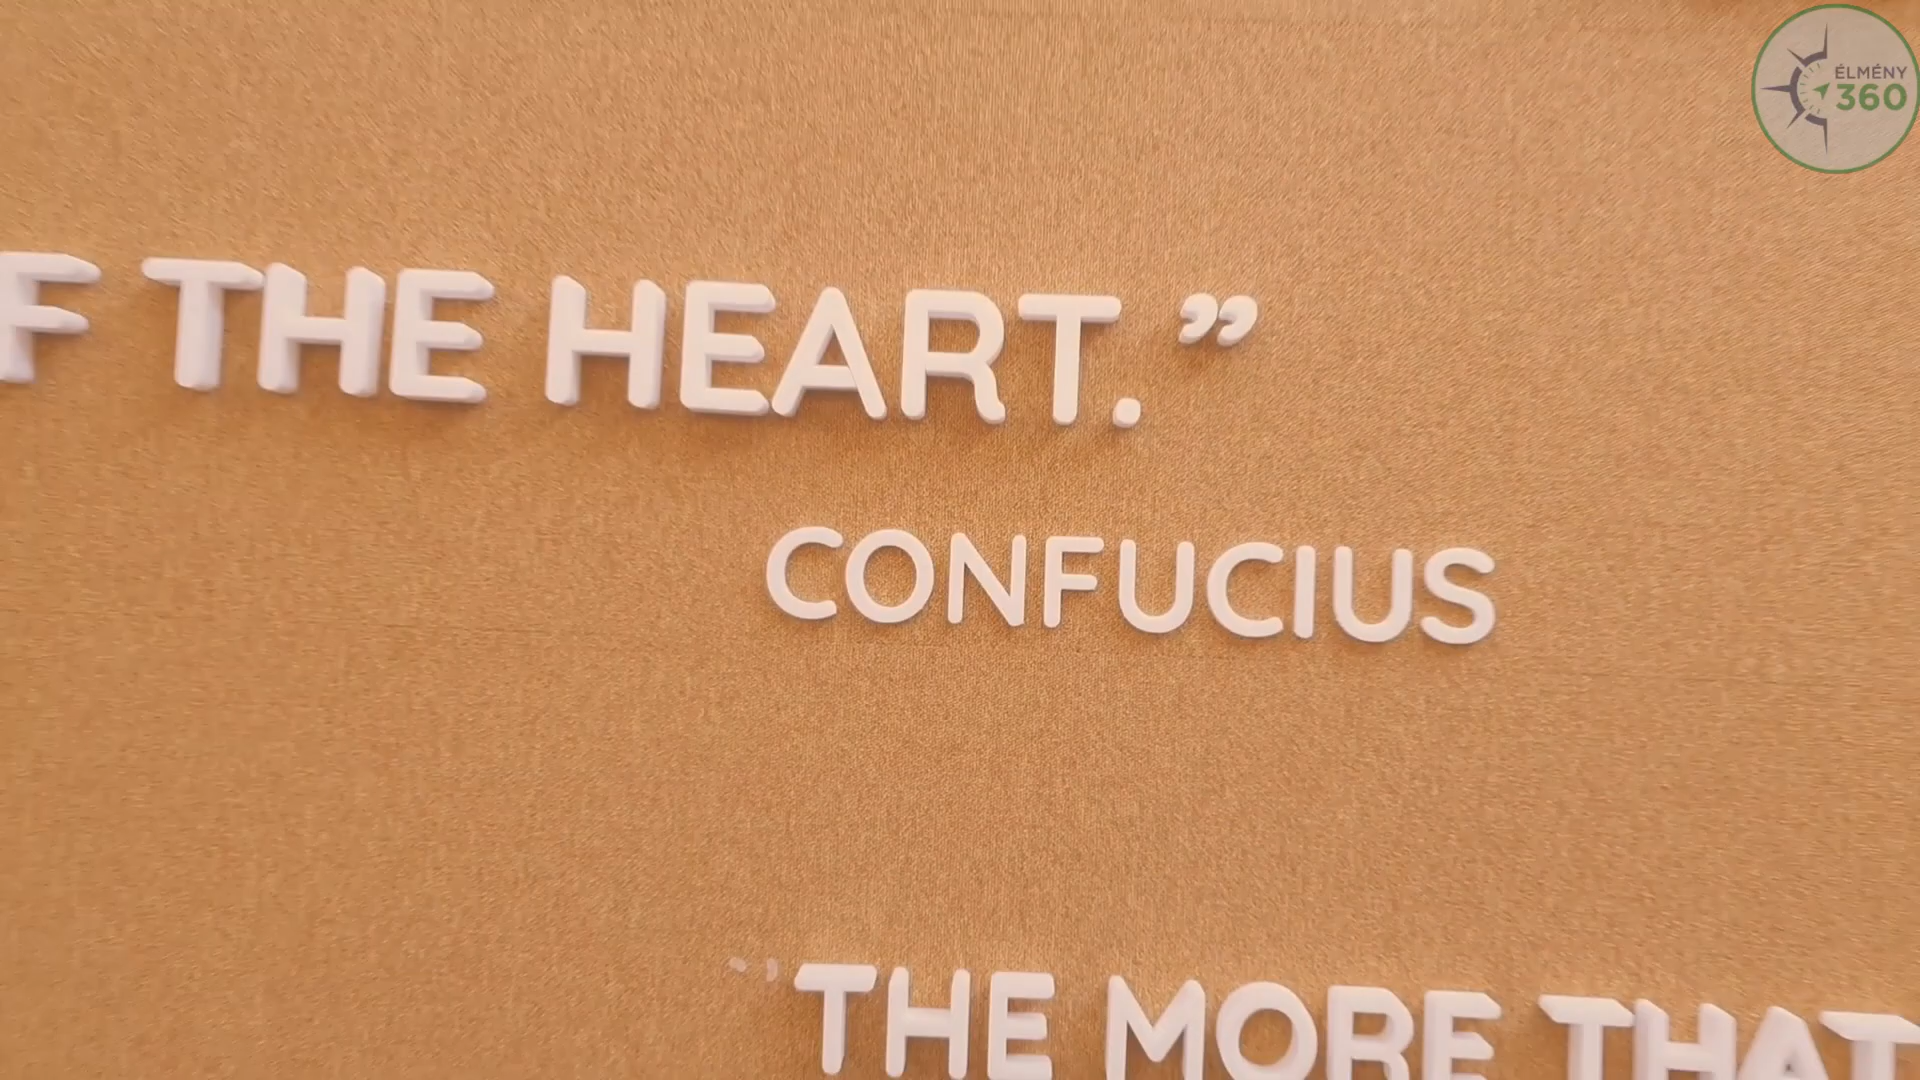 ÉLMÉNY
360
F THE HEART.”
CONFUCIUS
THE MORE THAT